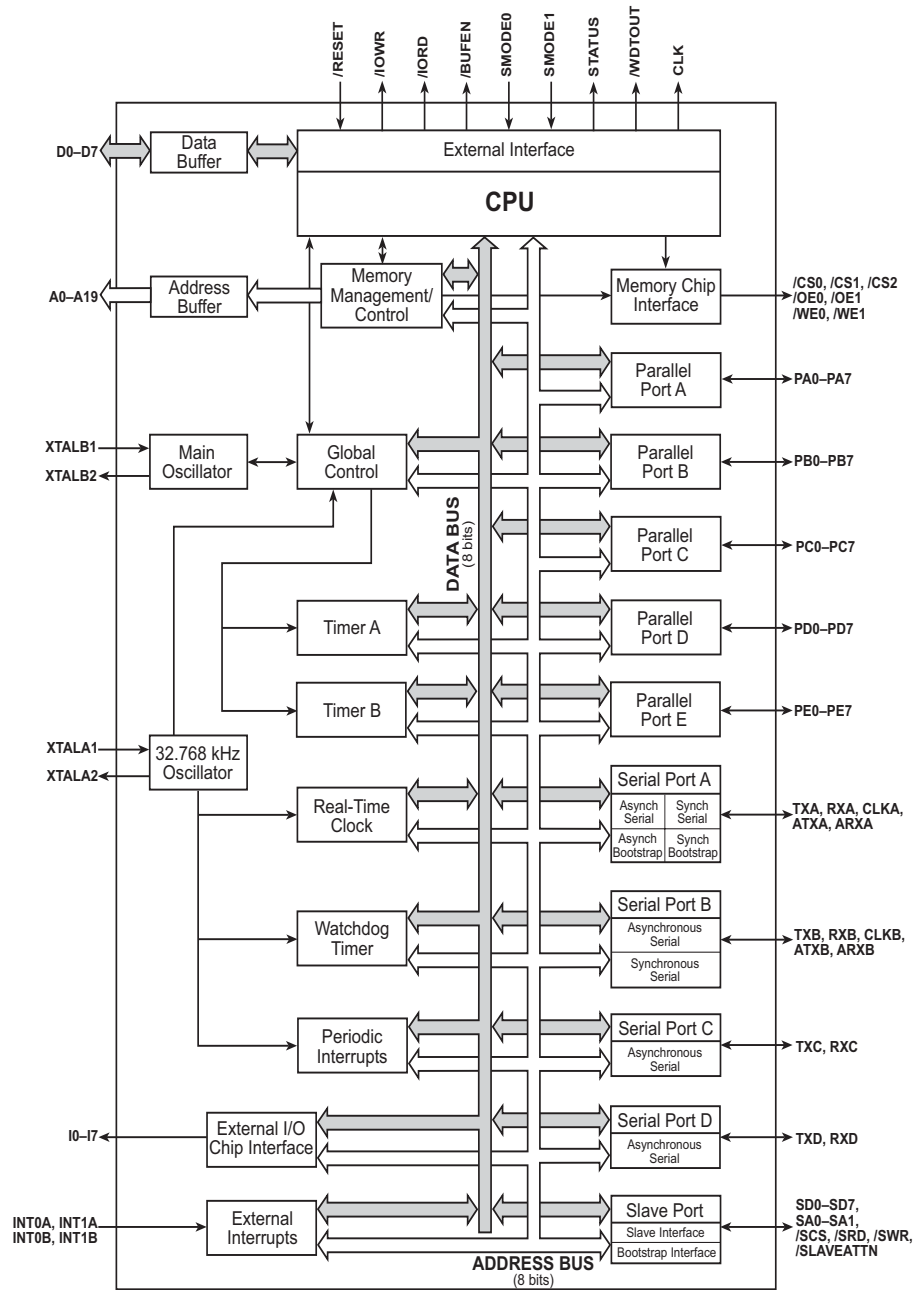 /RESET
/IOWR
/IORD
/BUFEN
SMODE0
SMODE1
STATUS
/WDTOUT
CLK
D0–D7
Data
Buffer
External Interface
CPU
A0–A19
Address
Buffer
Memory
Management/
Control
Memory Chip
Interface
/CS0, /CS1, /CS2
/OE0, /OE1
/WE0, /WE1
Parallel
Port A
PA0–PA7
XTALB1
XTALB2
Main
Oscillator
Global
Control
Parallel
Port B
PB0–PB7
DATA BUS
(8 bits)
Parallel
Port C
PC0–PC7
Timer A
Parallel
Port D
PD0–PD7
Timer B
Parallel
Port E
PE0–PE7
XTALA1
XTALA2
32.768 kHz
Oscillator
Real-Time
Clock
Serial Port A
Asynch
Serial
Synch
Serial
Asynch
Bootstrap
Synch
Bootstrap
TXA, RXA, CLKA,
ATXA, ARXA
Watchdog
Timer
Serial Port B
Asynchronous
Serial
Synchronous
Serial
TXB, RXB, CLKB,
ATXB, ARXB
Periodic
Interrupts
Serial Port C
Asynchronous
Serial
TXC, RXC
I0–I7
External I/O
Chip Interface
Serial Port D
Asynchronous
Serial
TXD, RXD
INT0A, INT1A
INT0B, INT1B
External
Interrupts
Slave Port
Slave Interface
Bootstrap Interface
SD0–SD7,
SA0–SA1,
/SCS, /SRD, /SWR,
/SLAVEATTN
ADDRESS BUS
(8 bits)